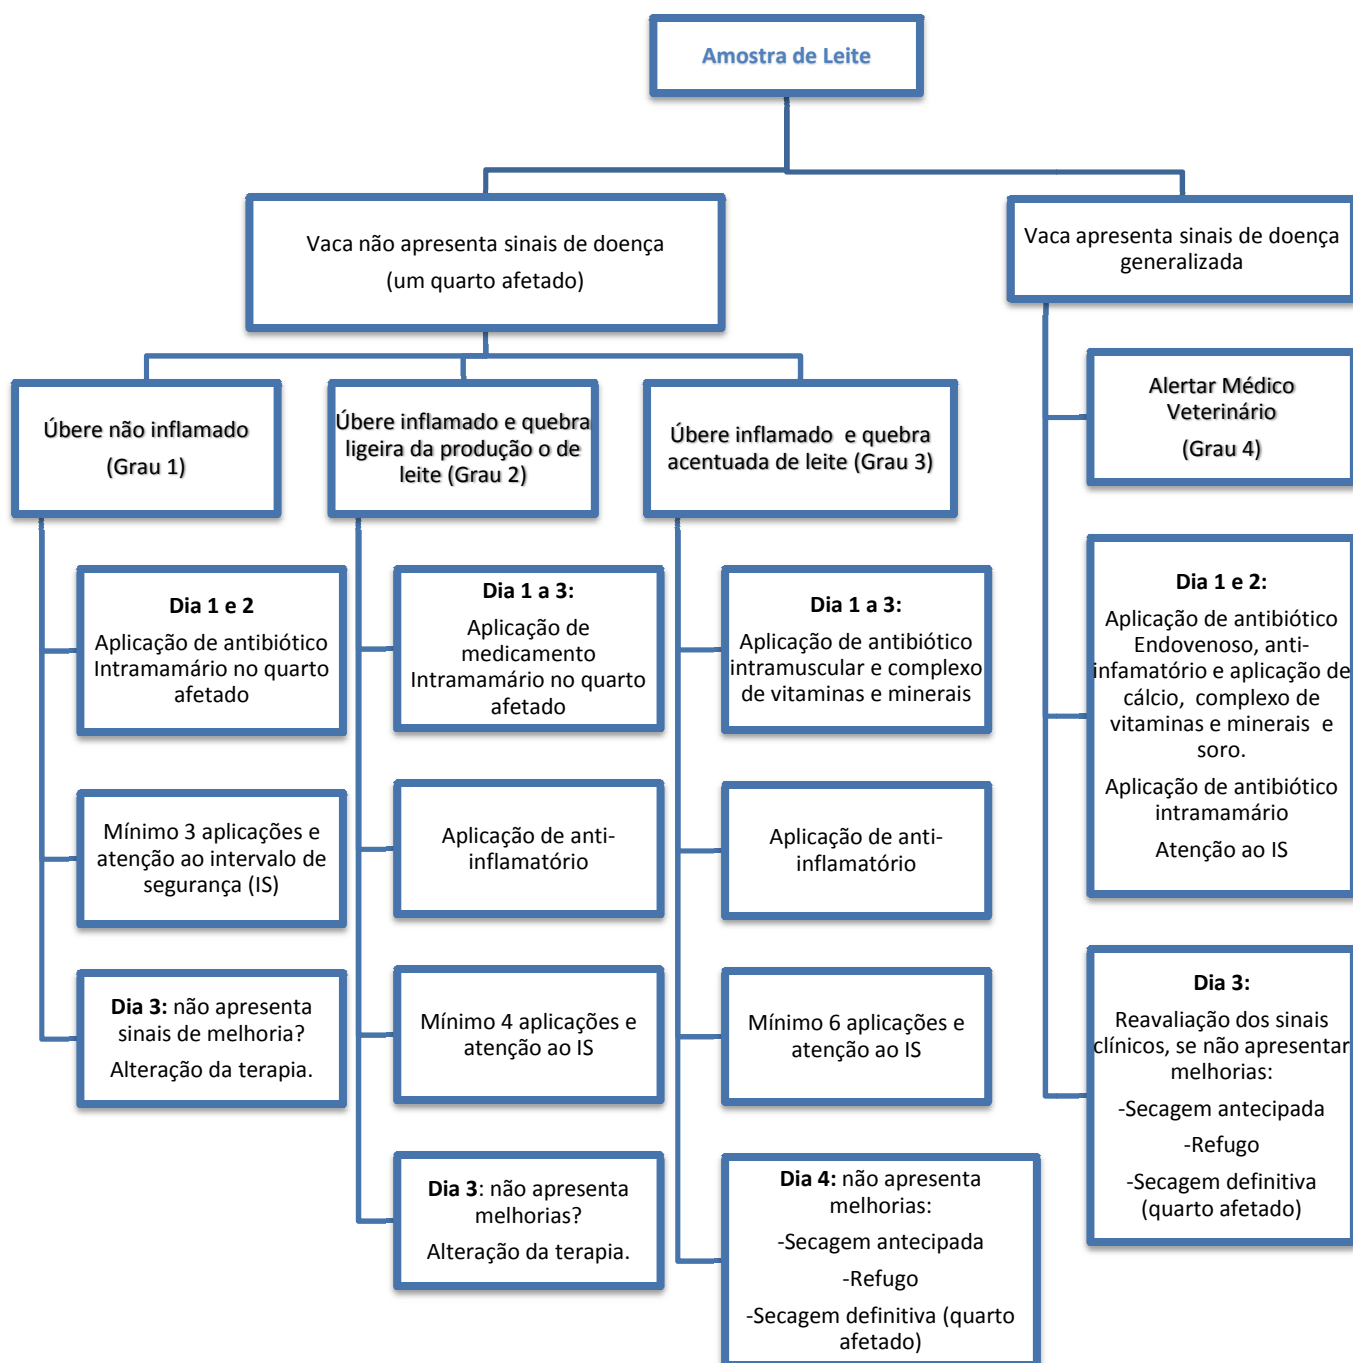 Amostra de Leite
Vaca não apresenta sinais de doença
(um quarto afetado)
Vaca apresenta sinais de doença
generalizada
Úbere não inflamado
(Grau 1)
Úbere inflamado e quebra
ligeira da produção o de
leite (Grau 2)
Úbere inflamado e quebra
acentuada de leite (Grau 3)
Alertar Médico
Veterinário
(Grau 4)
Dia 1 e 2
Aplicação de antibiótico
Intramamário no quarto
afetado
Mínimo 3 aplicações e
atenção ao intervalo de
segurança (IS)
Dia 3: não apresenta
sinais de melhoria?
Alteração da terapia.
Dia 1 a 3:
Aplicação de
medicamento
Intramamário no quarto
afetado
Aplicação de anti-
inflamatório
Mínimo 4 aplicações e
atenção ao IS
Dia 3: não apresenta
melhorias?
Alteração da terapia.
Dia 1 a 3:
Aplicação de antibiótico
intramuscular e complexo
de vitaminas e minerais
Aplicação de anti-
inflamatório
Mínimo 6 aplicações e
atenção ao IS
Dia 4: não apresenta
melhorias:
-Secagem antecipada
-Refugo
-Secagem definitiva (quarto
afetado)
Dia 1 e 2:
Aplicação de antibiótico
Endovenoso, anti-
infamatório e aplicação de
cálcio, complexo de
vitaminas e minerais e
soro.
Aplicação de antibiótico
intramamário
Atenção ao IS
Dia 3:
Reavaliação dos sinais
clínicos, se não apresentar
melhorias:
-Secagem antecipada
-Refugo
-Secagem definitiva
(quarto afetado)